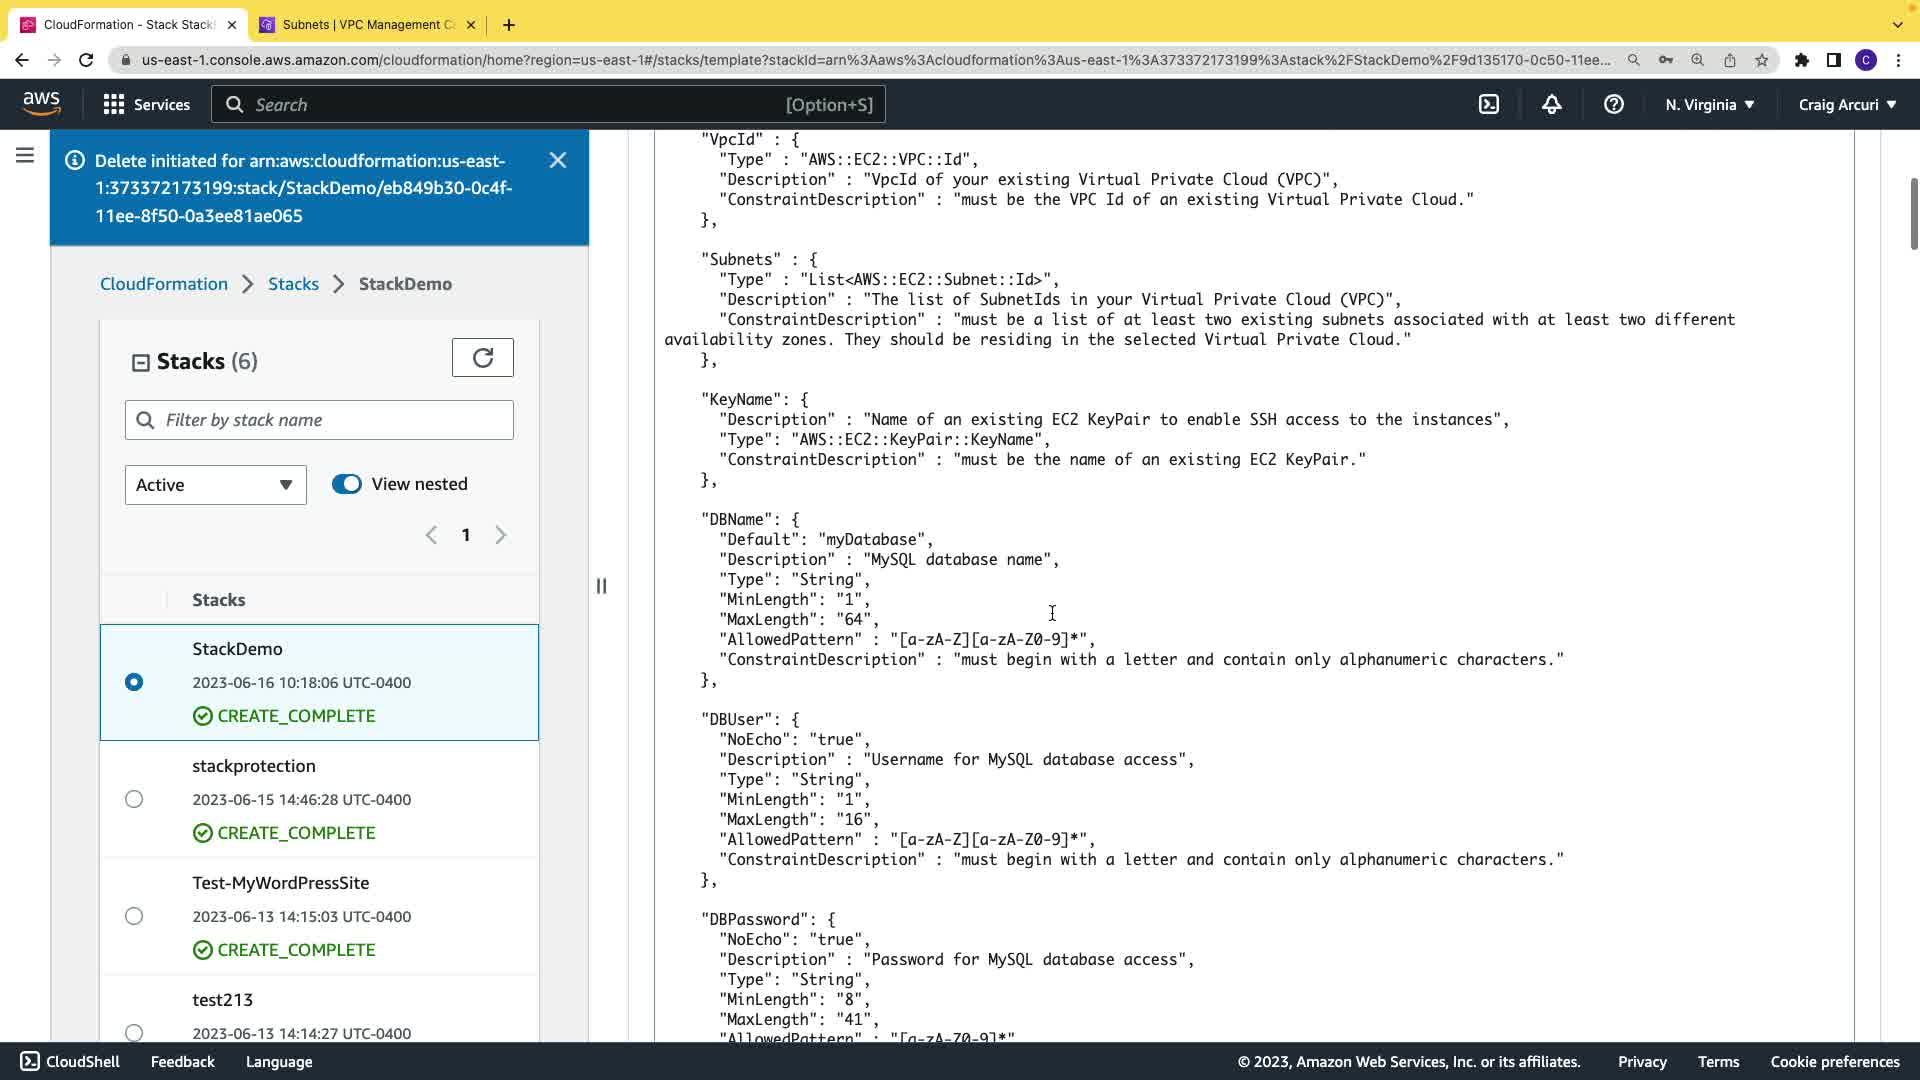 CloudFormation - Stack Stack
Subnets | VPC Management C
us-east-1.console.aws.amazon.com/cloudformation/home?region=us-east-1#/stacks/template?stackId=arn%3Aaws%3Acloudformation%3Aus-east-1%3A373372173199%3Astack%2FStackDemo%2F9d135170-0c50-11ee...
C
aws
Services
Search
[Option+S]
N. Virginia
Craig Arcuri
Delete initiated for arn:aws:cloudformation:us-east-
1:373372173199:stack/StackDemo/eb849b30-0c4f-
11ee-8f50-0a3ee81ae065
CloudFormation
Stacks
StackDemo
Stacks (6)
Filter by stack name
Active
View nested
1
Stacks
StackDemo
2023-06-16 10:18:06 UTC-0400
CREATE_COMPLETE
stackprotection
2023-06-15 14:46:28 UTC-0400
CREATE_COMPLETE
Test-MyWordPressSite
2023-06-13 14:15:03 UTC-0400
CREATE_COMPLETE
test213
2023-06-13 14:14:27 UTC-0400
"VpcId" : {
"Type" : "AWS::EC2::VPC::Id",
"Description" : "VpcId of your existing Virtual Private Cloud (VPC)",
"ConstraintDescription" : "must be the VPC Id of an existing Virtual Private Cloud."
},
"Subnets" : {
"Type" : "List<AWS::EC2::Subnet::Id>",
"Description" : "The list of SubnetIds in your Virtual Private Cloud (VPC)",
"ConstraintDescription" : "must be a list of at least two existing subnets associated with at least two different
availability zones. They should be residing in the selected Virtual Private Cloud."
},
"KeyName": {
"Description" : "Name of an existing EC2 KeyPair to enable SSH access to the instances",
"Type": "AWS::EC2::KeyPair::KeyName",
"ConstraintDescription" : "must be the name of an existing EC2 KeyPair."
},
"DBName": {
"Default": "myDatabase",
"Description" : "MySQL database name",
"Type": "String",
"MinLength": "1",
"MaxLength": "64",
"AllowedPattern" : "[a-zA-Z][a-zA-Z0-9]*",
"ConstraintDescription" : "must begin with a letter and contain only alphanumeric characters."
},
"DBUser": {
"NoEcho": "true",
"Description" : "Username for MySQL database access",
"Type": "String",
"MinLength": "1",
"MaxLength": "16",
"AllowedPattern" : "[a-zA-Z][a-zA-Z0-9]*",
"ConstraintDescription" : "must begin with a letter and contain only alphanumeric characters."
},
"DBPassword": {
"NoEcho": "true",
"Description" : "Password for MySQL database access",
"Type": "String",
"MinLength": "8",
"MaxLength": "41",
"AllowedPattern" : "[a-zA-Z0-9]*"
CloudShell
Feedback
Language
© 2023, Amazon Web Services, Inc. or its affiliates.
Privacy
Terms
Cookie preferences